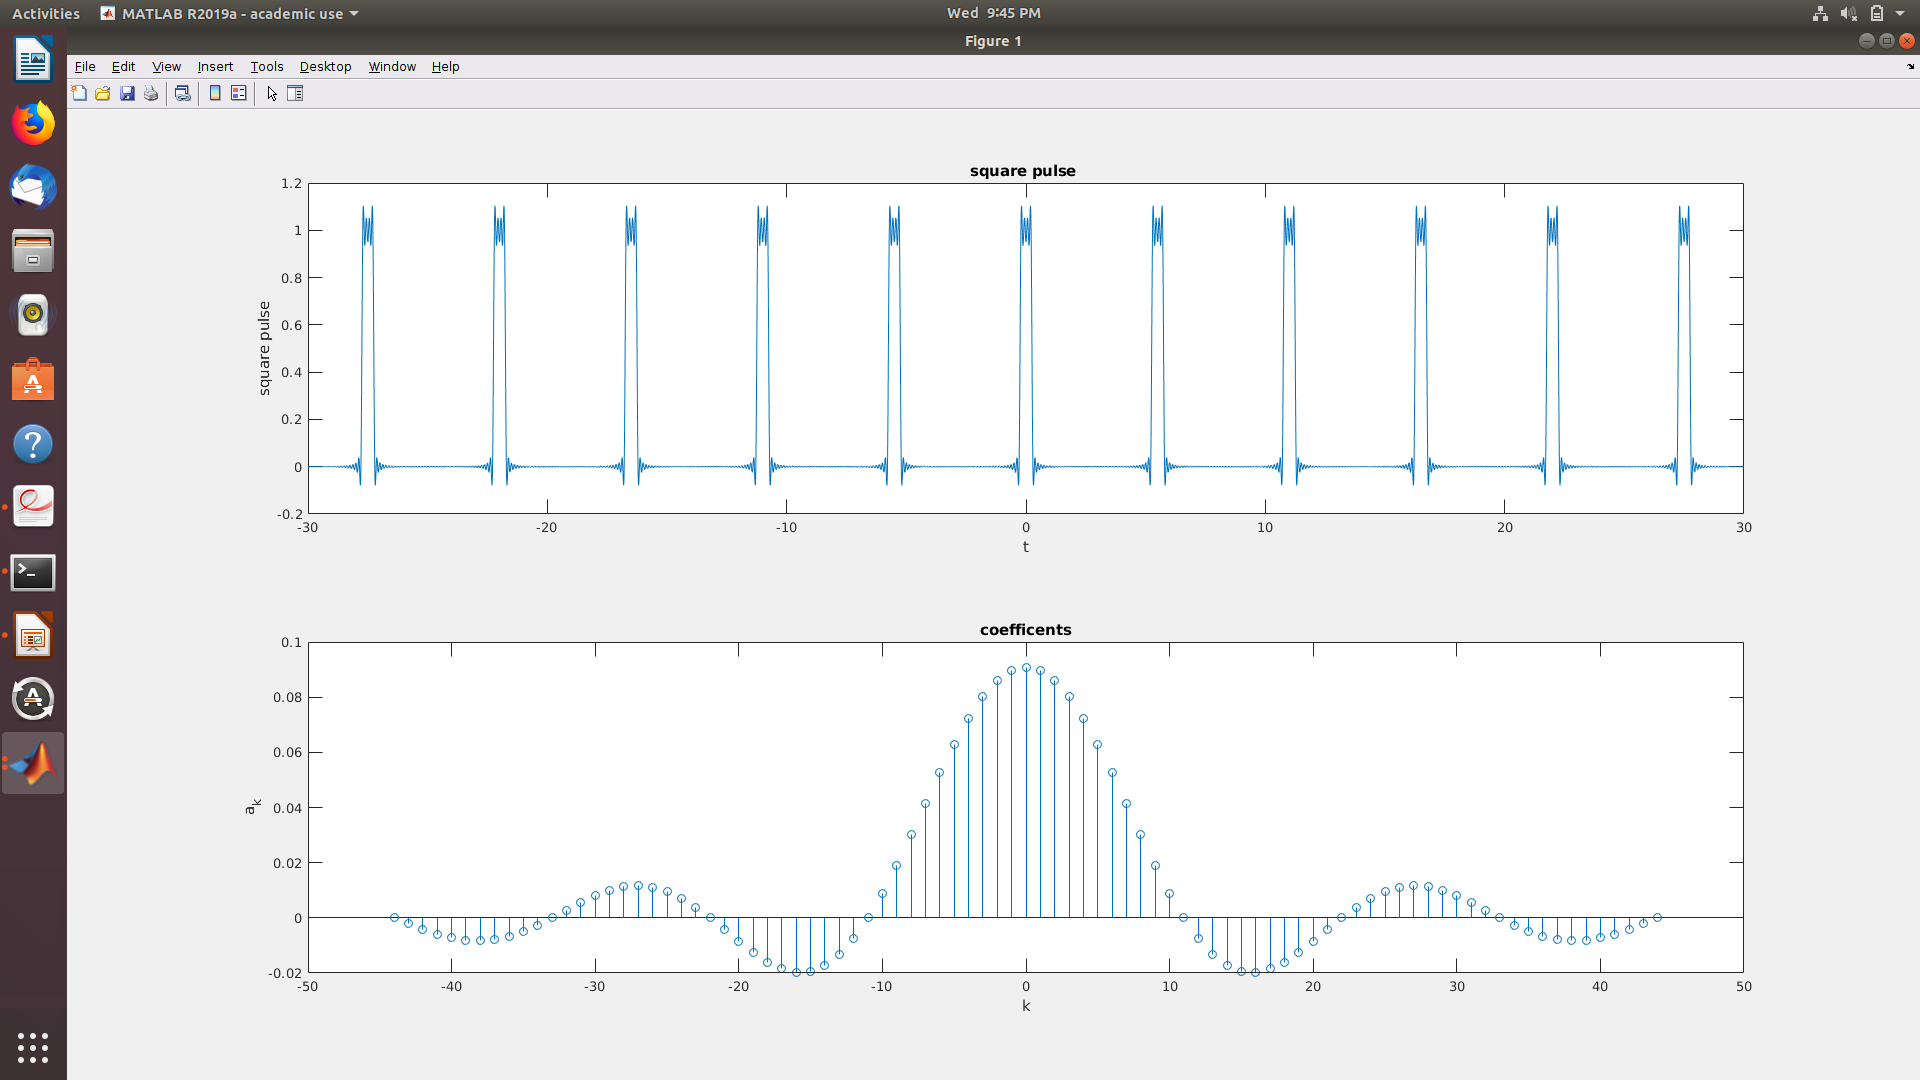 Activities MATLAB R2019a - academic use Wed 9:45 PM
Figure 1
File Edit View Insert Tools Desktop Window Help
square pulse
1.2
1
0.8
0.6
0.4
0.2
0
-0.2
square pulse
-30 -20 -10 0 10 20 30
t
coefficents
0.1
0.08
0.06
0.04
0.02
0
-0.02
ak
-50 -40 -30 -20 -10 0 10 20 30 40 50
k